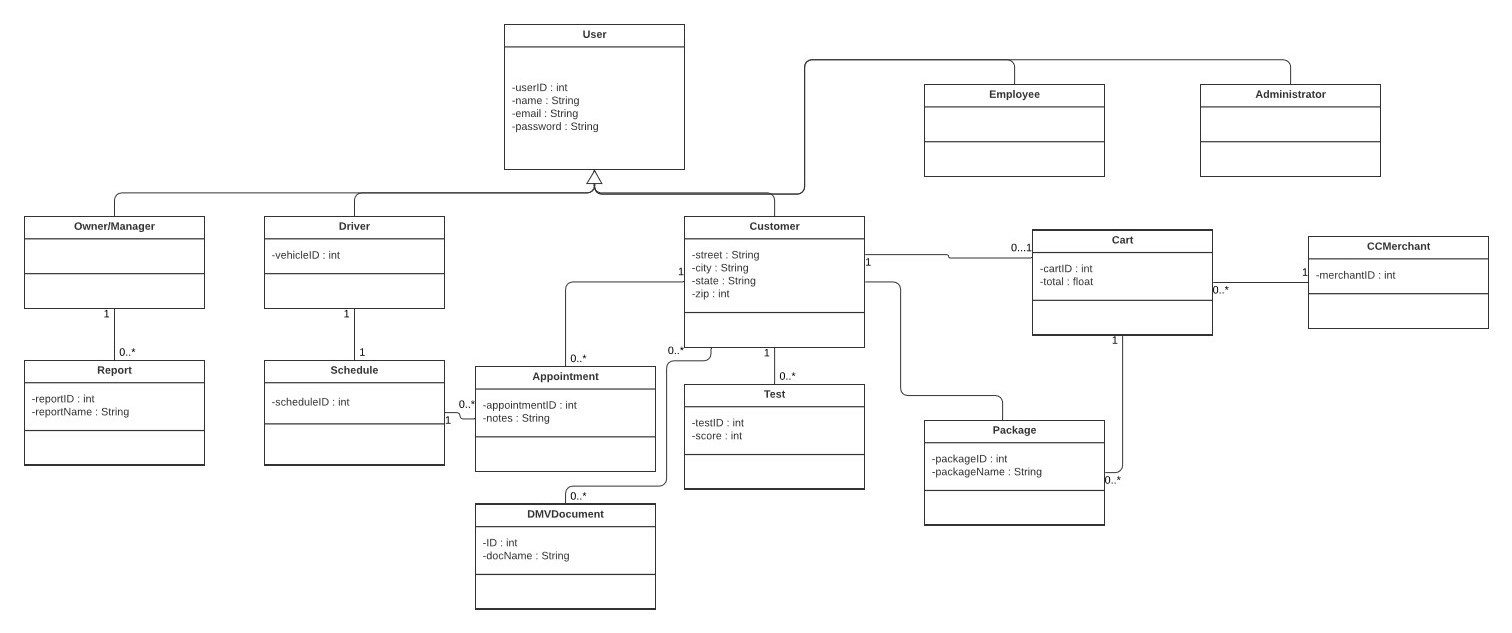 User
-userID : int
-name : String
-email : String
-password : String
Employee
Administrator
Owner/Manager
1
0..*
Report
-reportID : int
-reportName : String
Driver
-vehicleID : int
1
1
Schedule
-scheduleID : int
1
0..*
Customer
-street : String
-city : String
-state : String
-zip : int
1
0..*
Appointment
-appointmentID : int
-notes : String
0..*
0..*
DMVDocument
-ID : int
-docName : String
1
0..*
Test
-testID : int
-score : int
1
0...1
Cart
-cartID : int
-total : float
0..*
1
CCMerchant
-merchantID : int
1
0..*
Package
-packageID : int
-packageName : String